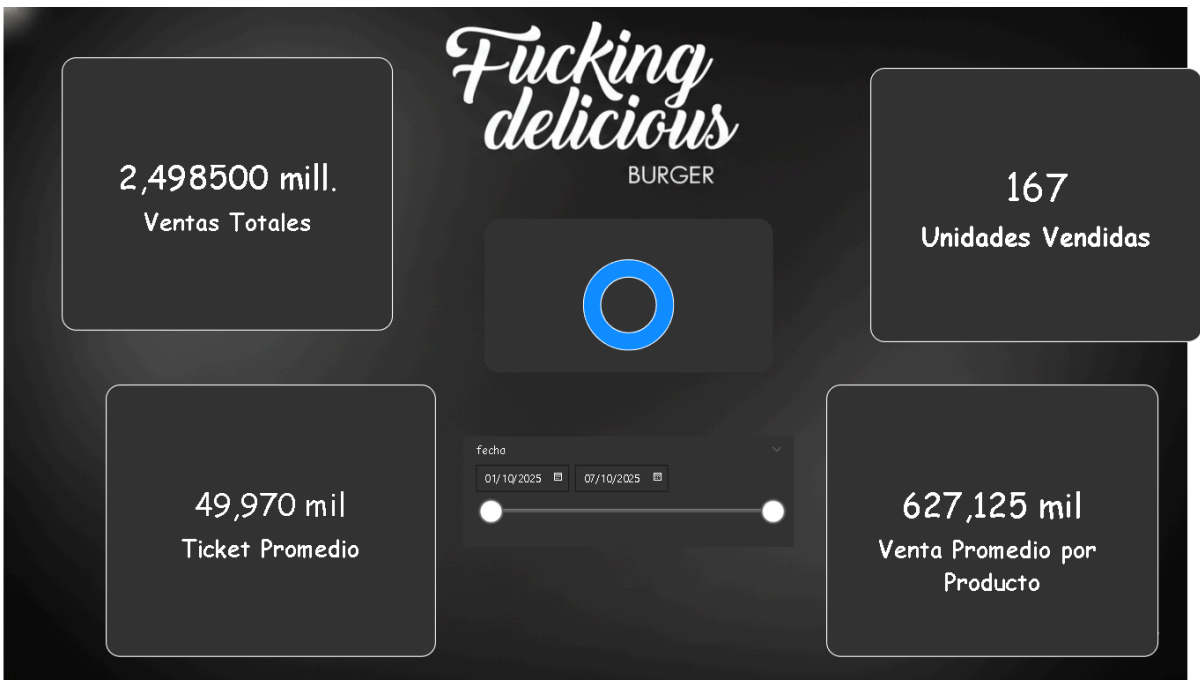 Fucking
delicious
BURGER
2,498500 mill.
Ventas Totales
167
Unidades Vendidas
fecha
01/10/2025
07/10/2025
49,970 mil
Ticket Promedio
627,125 mil
Venta Promedio por
Producto